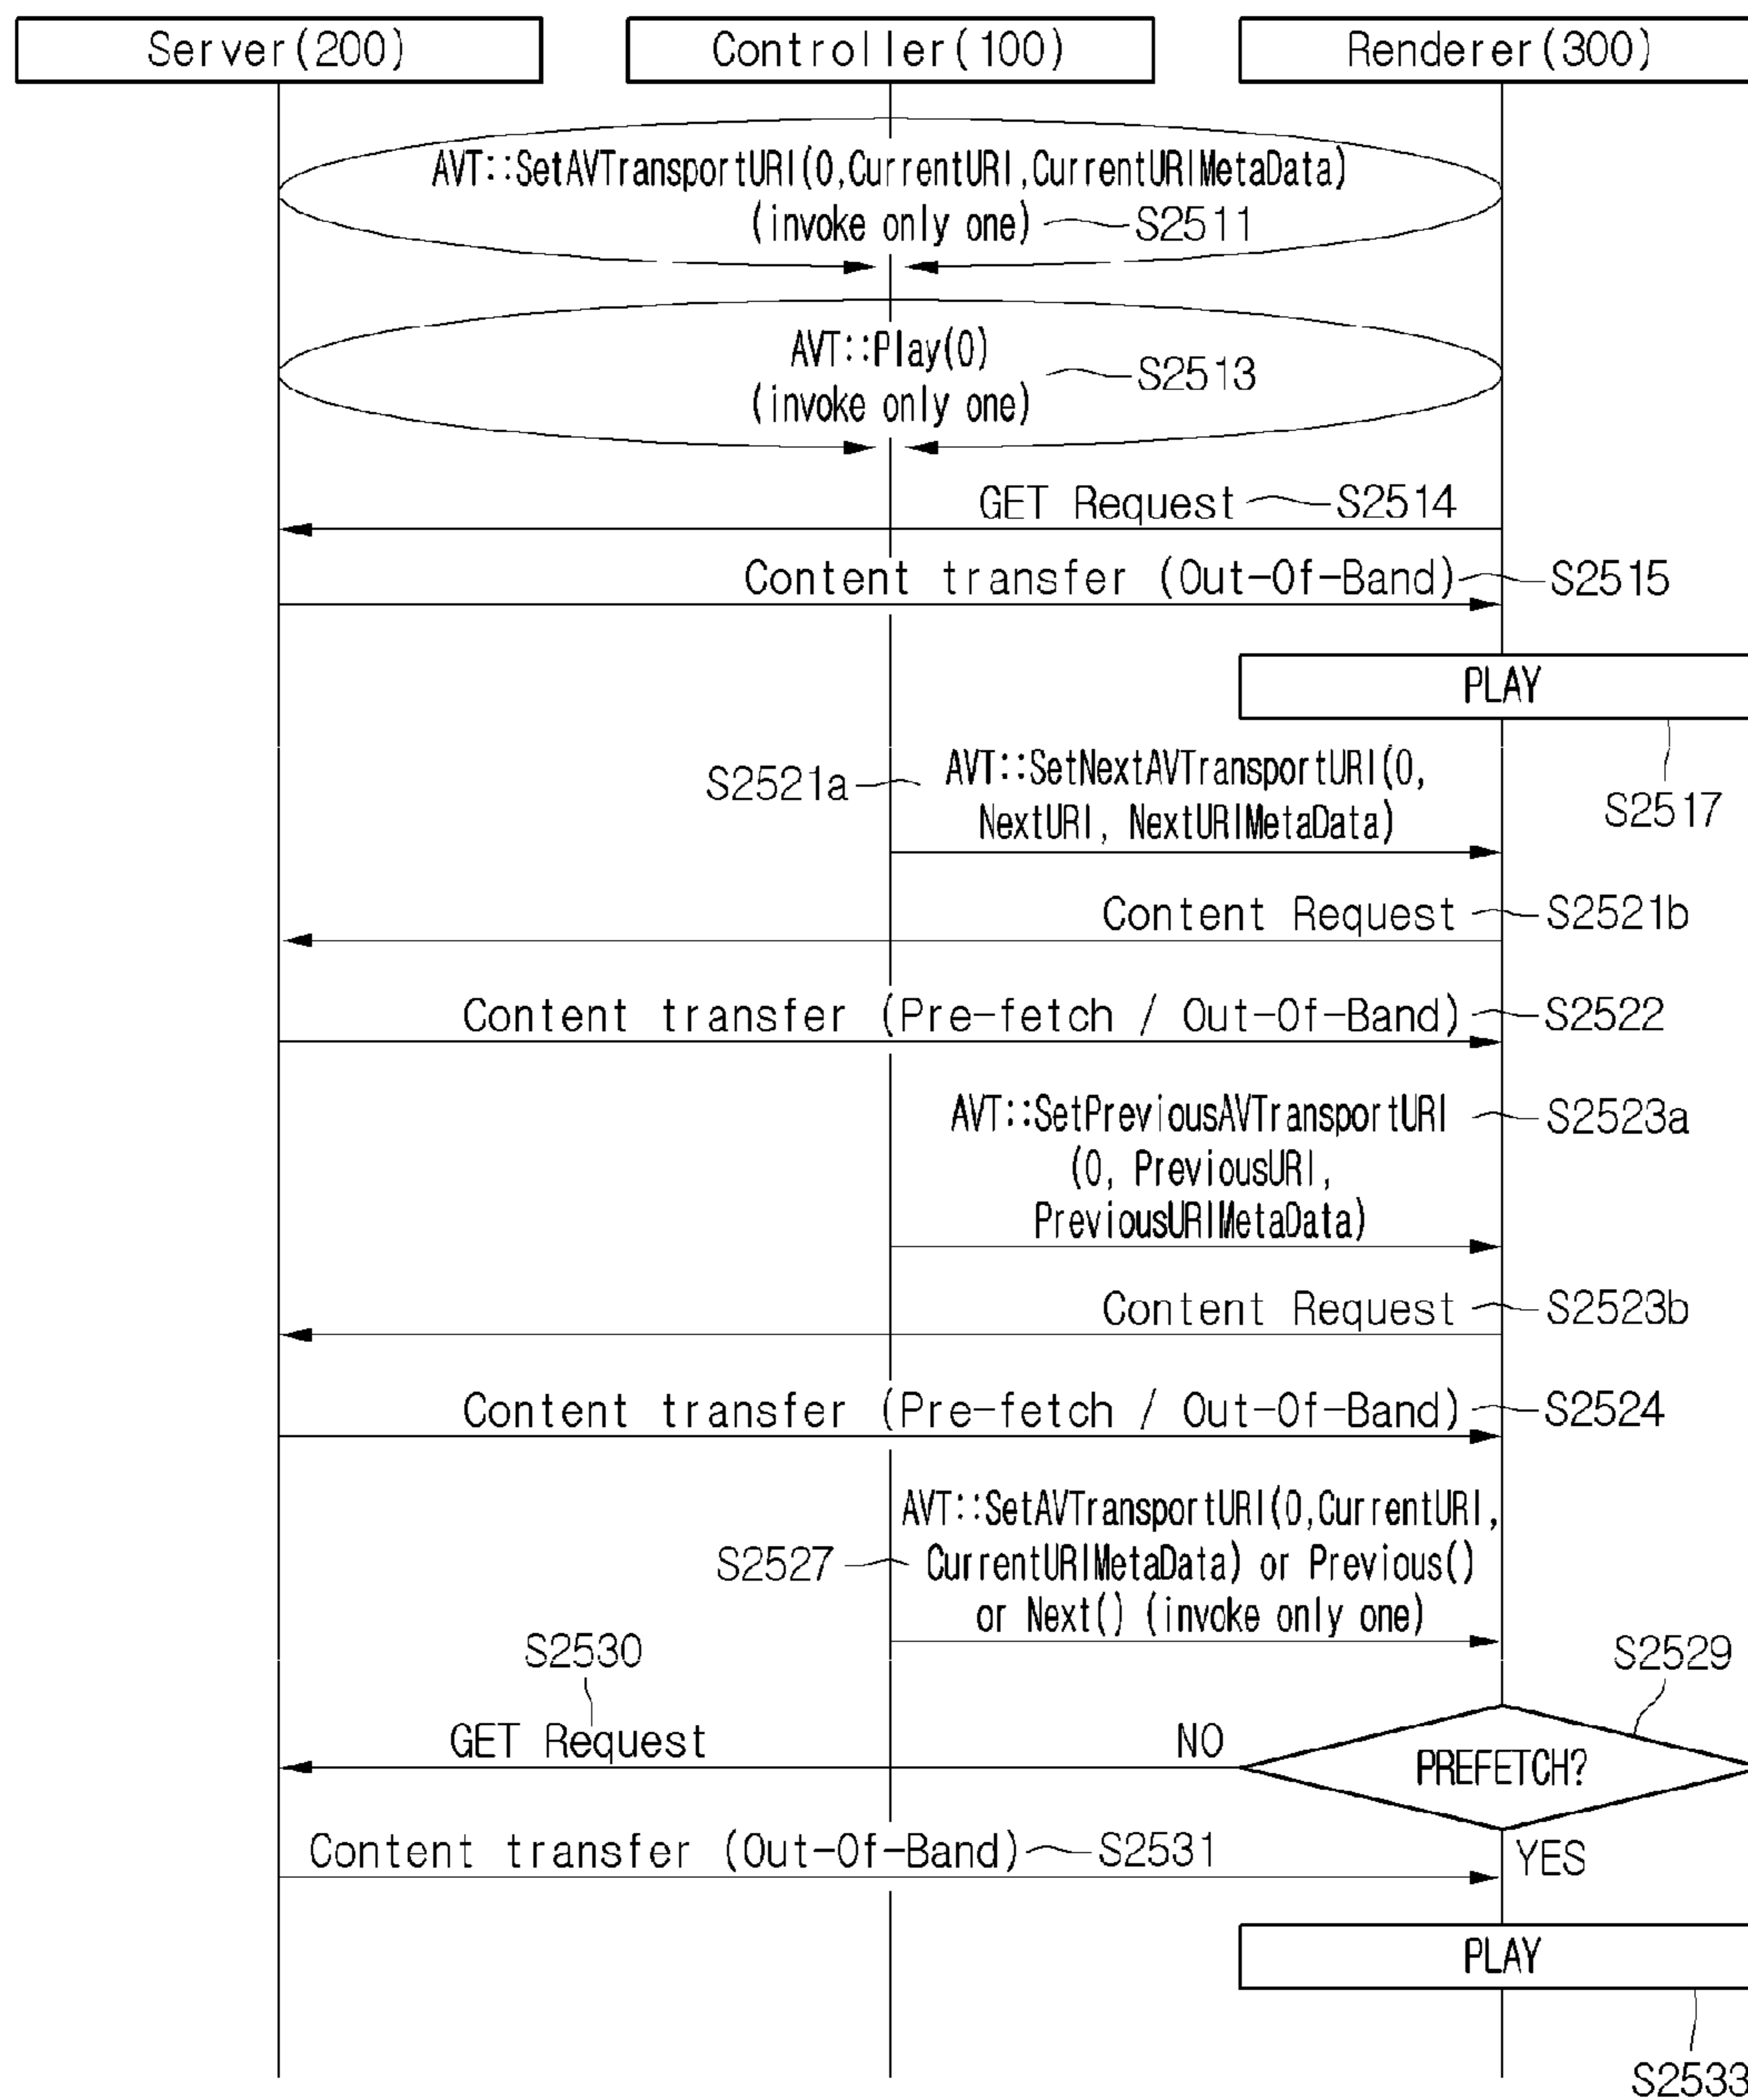 Server(200)
Controller(100)
Renderer(300)
AVT::SetAVTransportURI(0,CurrentURI,CurrentURIMetaData)
(invoke only one)
S2511
AVT::Play(0)
(invoke only one)
S2513
GET Request
S2514
Content transfer (Out-Of-Band)
S2515
PLAY
S2517
S2521a
AVT::SetNextAVTransportURI(0,
NextURI, NextURIMetaData)
Content Request
S2521b
Content transfer (Pre-fetch / Out-Of-Band)
S2522
AVT::SetPreviousAVTransportURI
(0, PreviousURI,
PreviousURIMetaData)
S2523a
Content Request
S2523b
Content transfer (Pre-fetch / Out-Of-Band)
S2524
AVT::SetAVTransportURI(0,CurrentURI,
CurrentURIMetaData) or Previous()
or Next() (invoke only one)
S2527
S2530
S2529
GET Request
NO
PREFETCH?
Content transfer (Out-Of-Band)
S2531
YES
PLAY
S2533